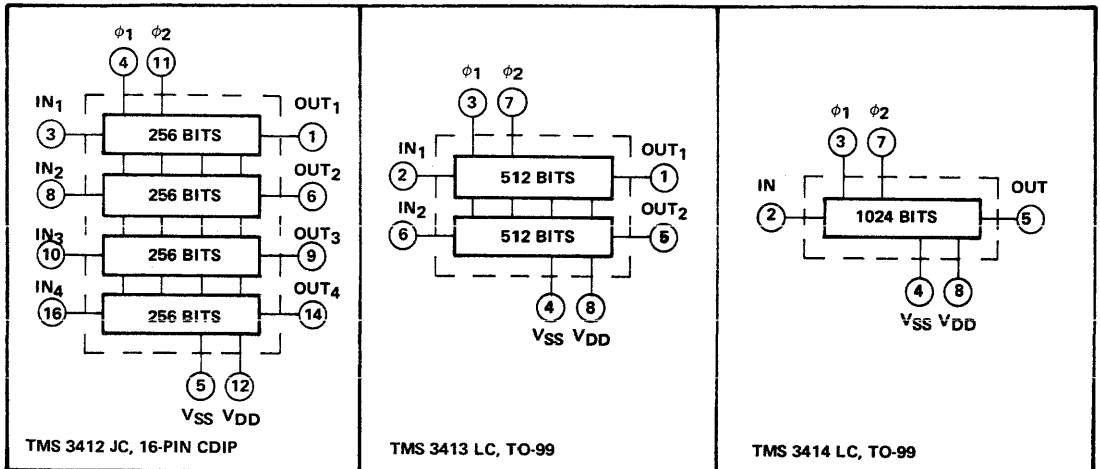 ϕ1 ϕ2
4 11
IN1 OUT1
3 256 BITS 1
IN2 OUT2
8 256 BITS 6
IN3 OUT3
10 256 BITS 9
IN4 OUT4
16 256 BITS 14
5 12
VSS VDD
TMS 3412 JC, 16-PIN CDIP
ϕ1 ϕ2
3 7
IN1 OUT1
2 512 BITS 1
IN2 OUT2
6 512 BITS 5
4 8
VSS VDD
TMS 3413 LC, TO-99
ϕ1 ϕ2
3 7
IN OUT
2 1024 BITS 5
4 8
VSS VDD
TMS 3414 LC, TO-99